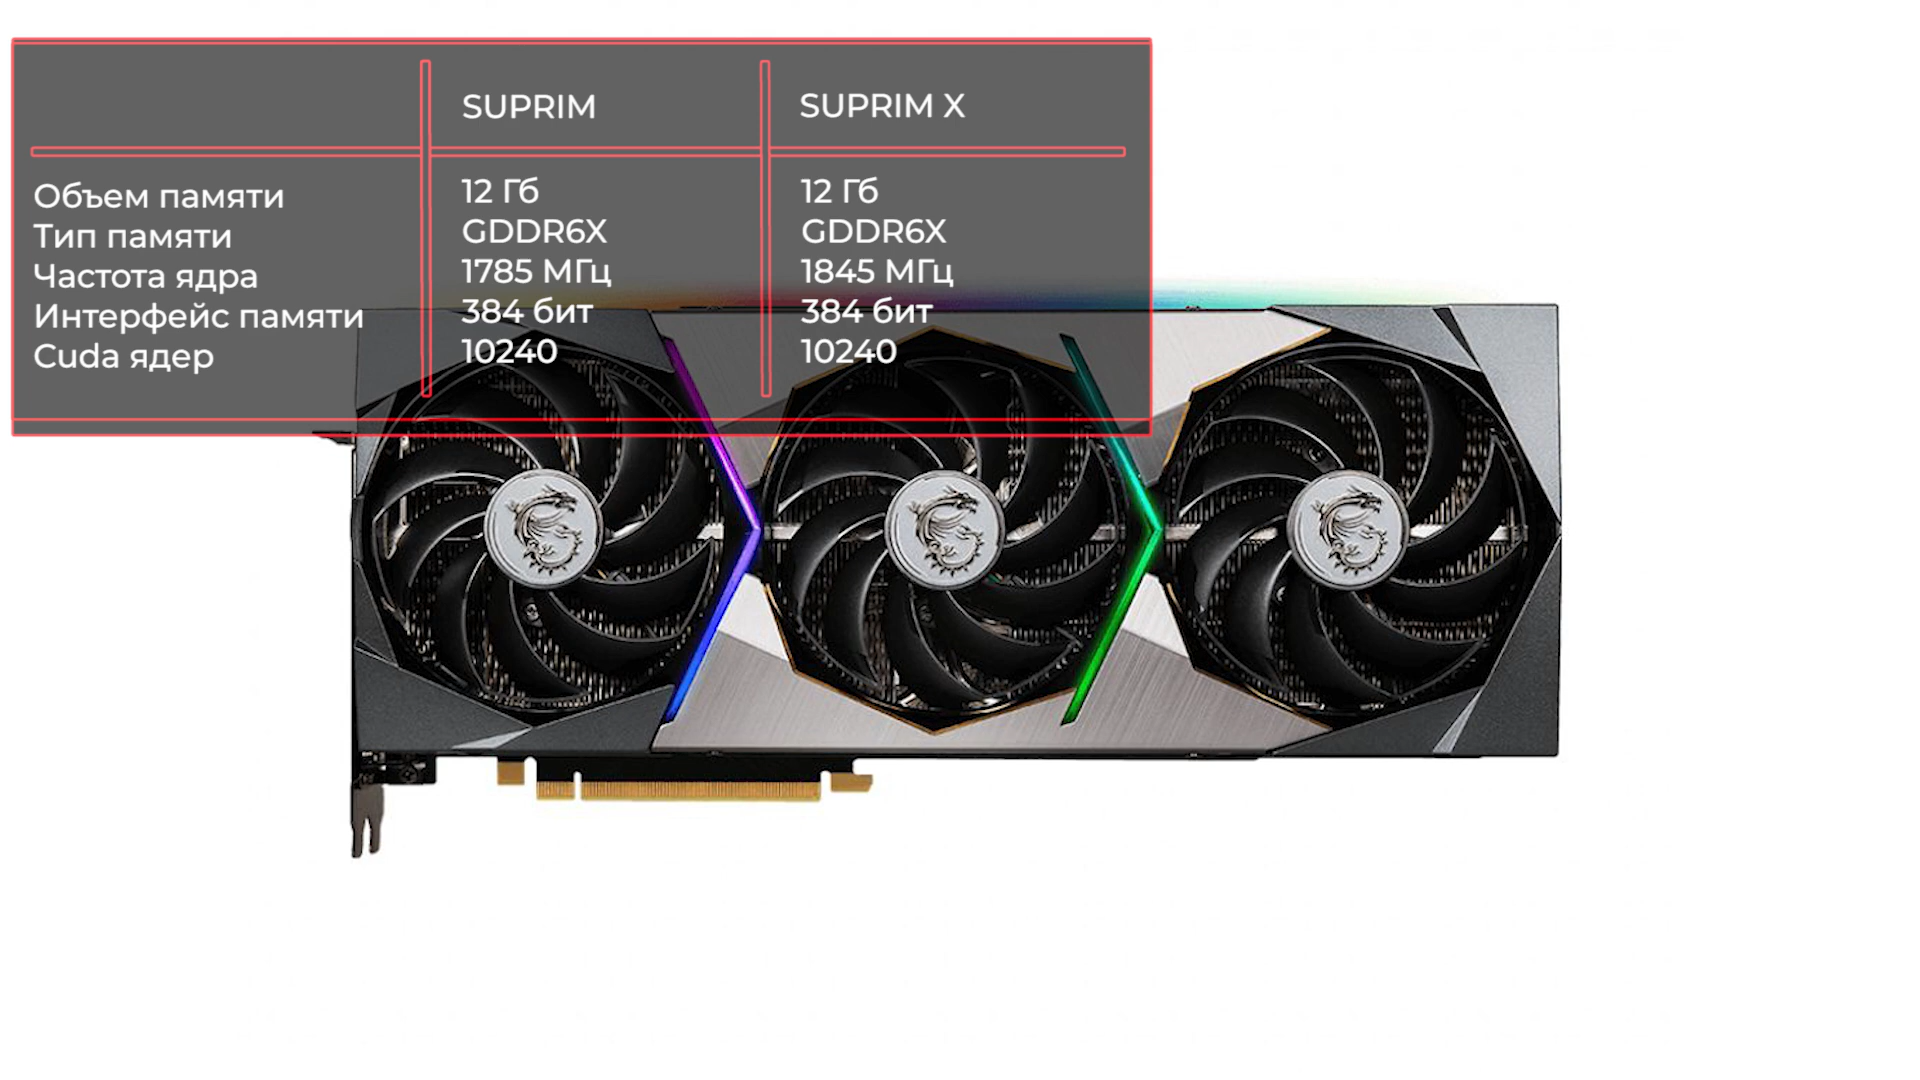 SUPRIM SUPRIM X
Объем памяти 12 Гб 12 Гб
Тип памяти GDDR6X GDDR6X
Частота ядра 1785 МГц 1845 МГц
Интерфейс памяти 384 бит 384 бит
Cuda ядер 10240 10240